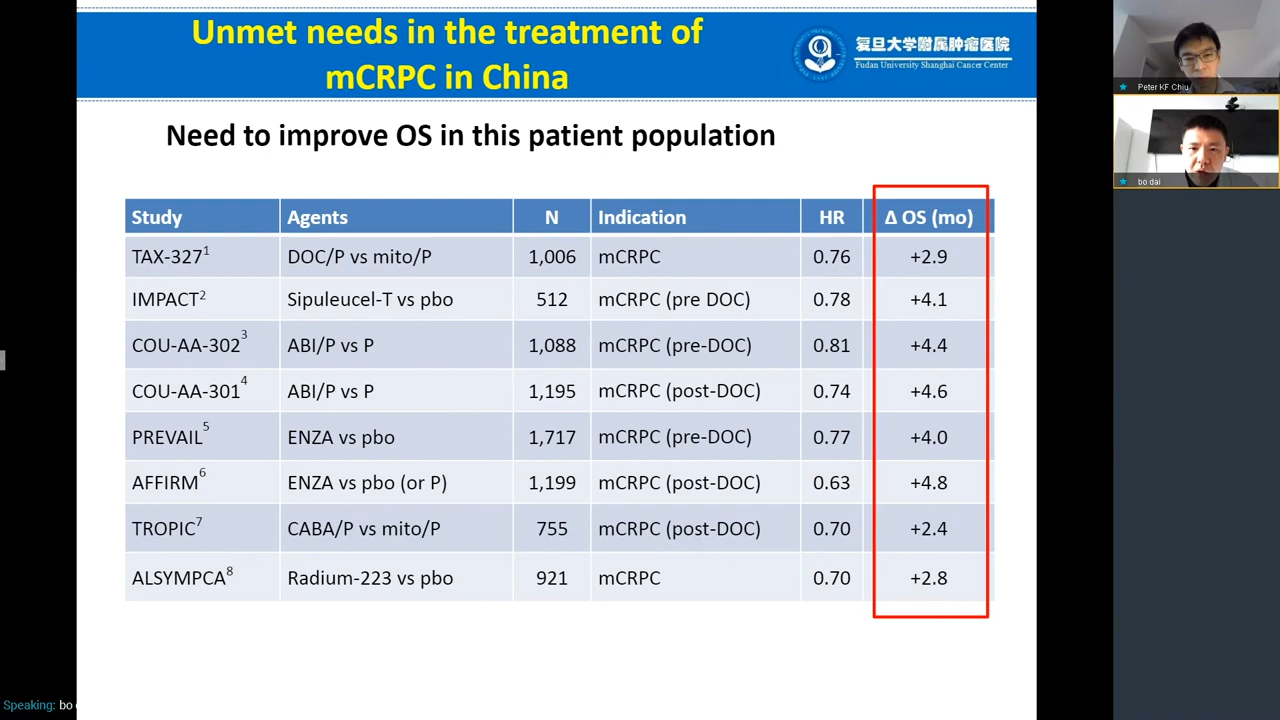 Unmet needs in the treatment of
mCRPC in China
复旦大学附属肿瘤医院
Fudan University Shanghai Cancer Center
Need to improve OS in this patient population
Study Agents N Indication HR Δ OS (mo)
TAX-327¹ DOC/P vs mito/P 1,006 mCRPC 0.76 +2.9
IMPACT² Sipuleucel-T vs pbo 512 mCRPC (pre DOC) 0.78 +4.1
COU-AA-302³ ABI/P vs P 1,088 mCRPC (pre-DOC) 0.81 +4.4
COU-AA-301⁴ ABI/P vs P 1,195 mCRPC (post-DOC) 0.74 +4.6
PREVAIL⁵ ENZA vs pbo 1,717 mCRPC (pre-DOC) 0.77 +4.0
AFFIRM⁶ ENZA vs pbo (or P) 1,199 mCRPC (post-DOC) 0.63 +4.8
TROPIC⁷ CABA/P vs mito/P 755 mCRPC (post-DOC) 0.70 +2.4
ALSYMPCA⁸ Radium-223 vs pbo 921 mCRPC 0.70 +2.8
Peter KF Chiu
bo dai
Speaking: bo